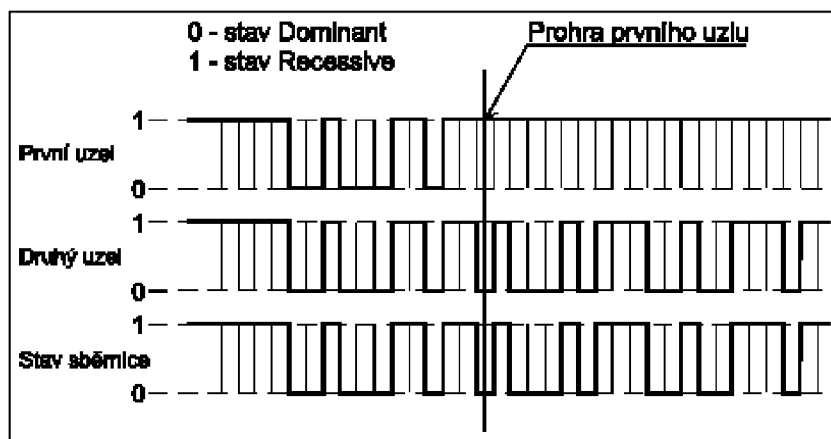 0 - stav Dominant
1 - stav Recessive
Prohra prvního uzlu
1
První uzel
0
1
Druhý uzel
0
1
Stav sběrnice
0